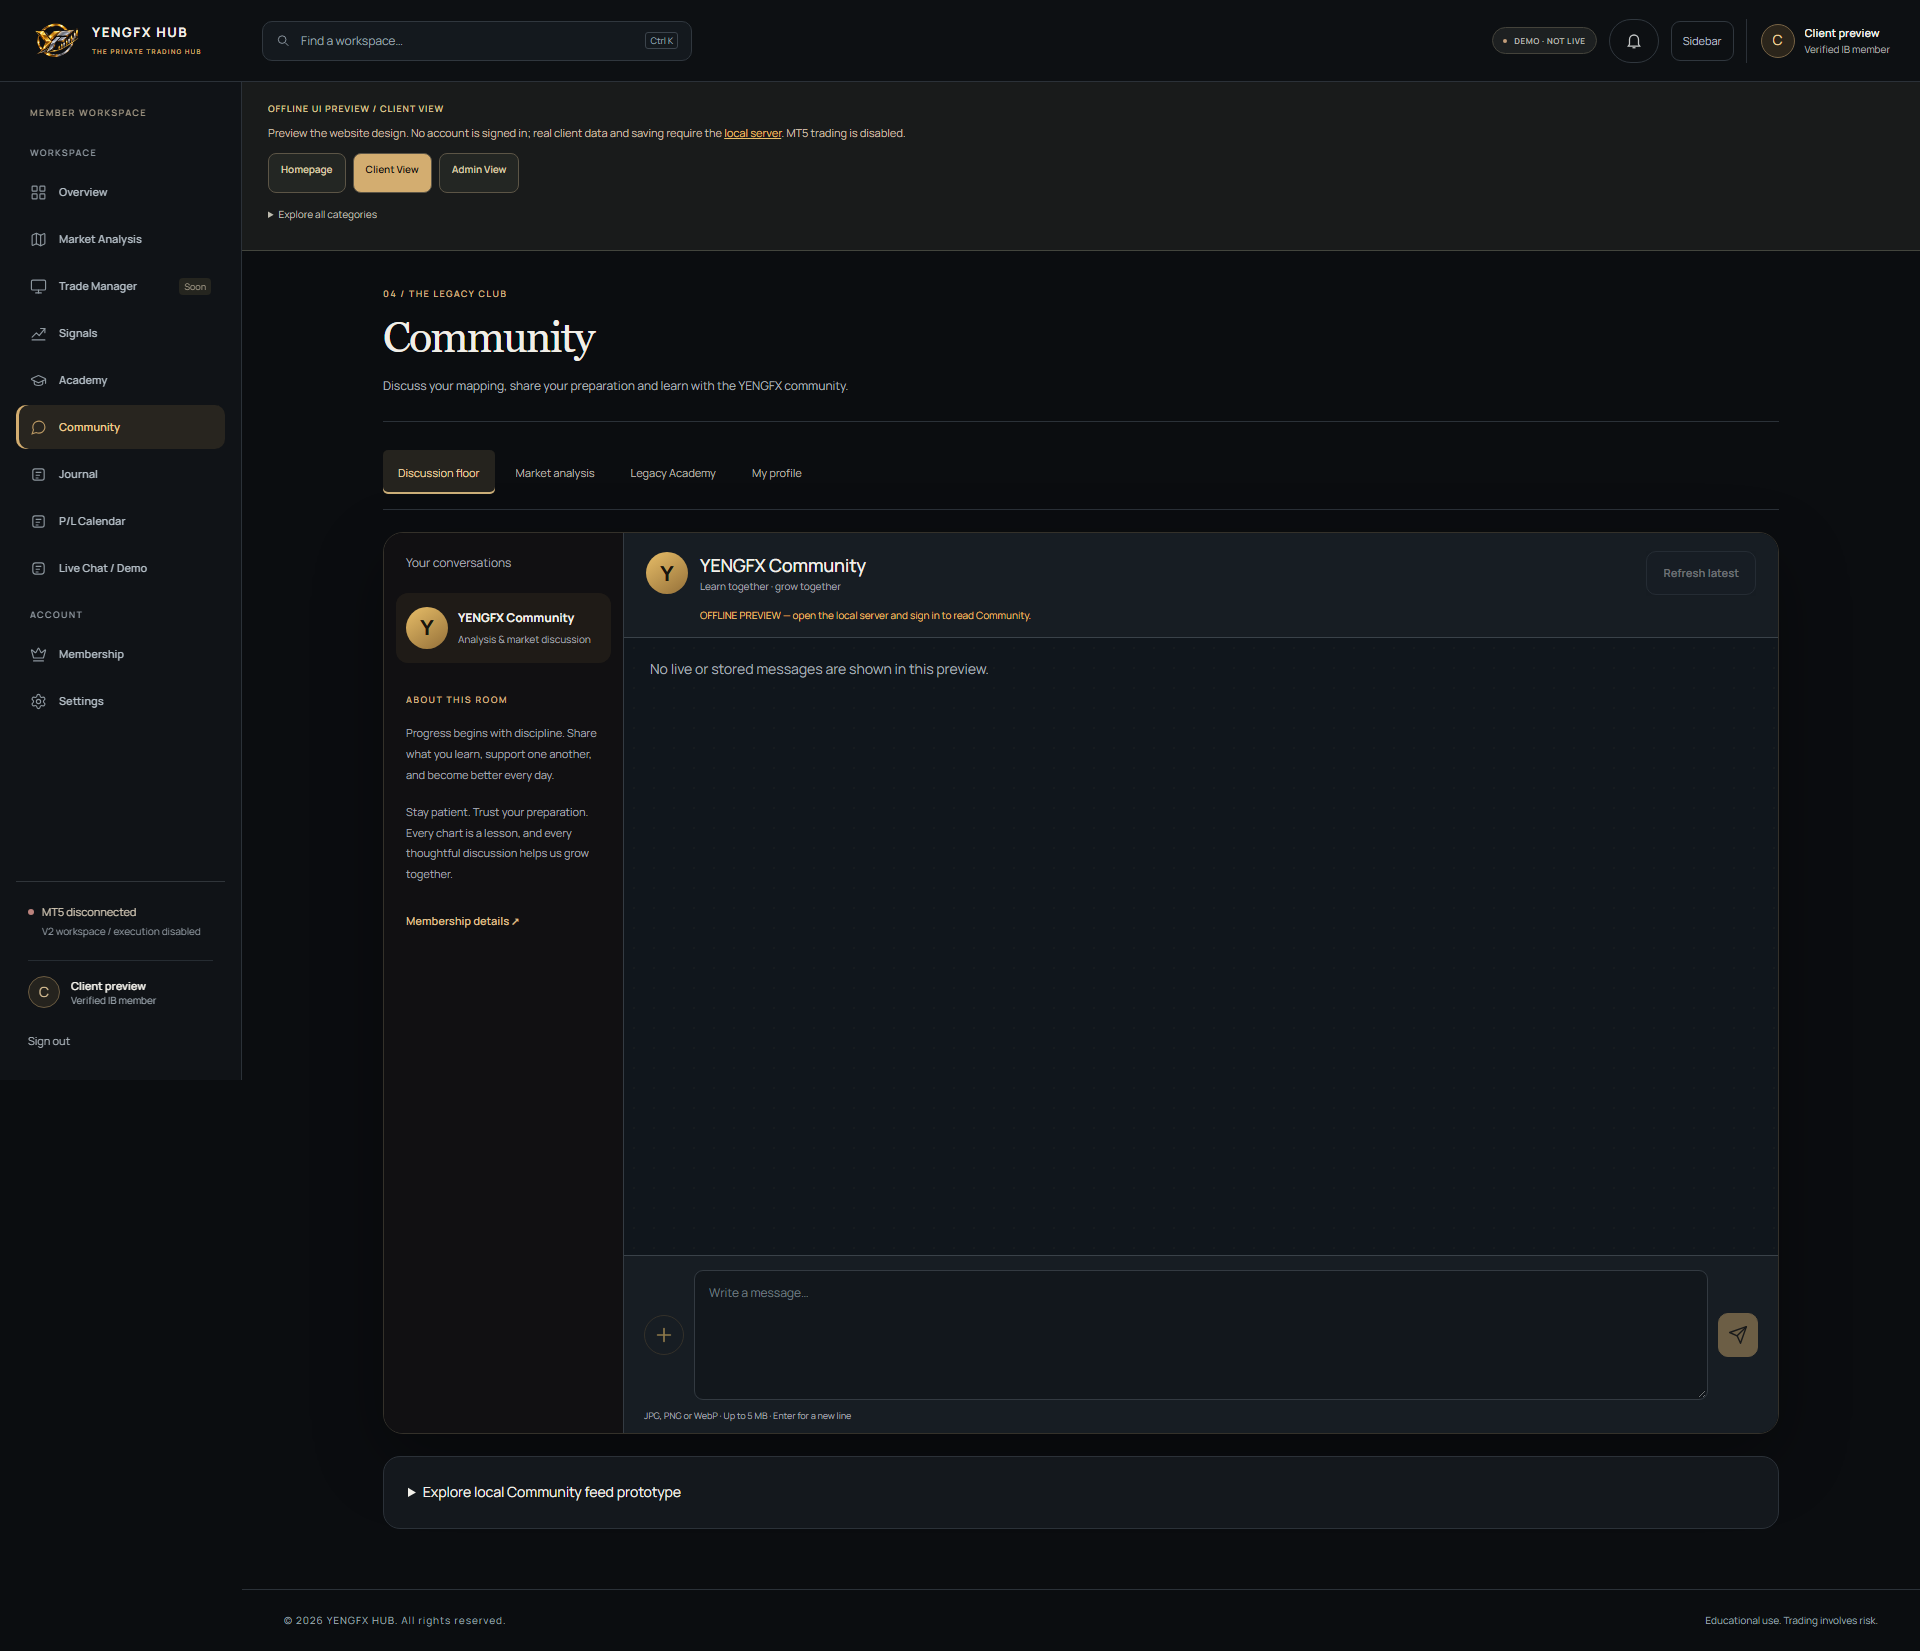 YENGFX HUB
THE PRIVATE TRADING HUB
Find a workspace...
Ctrl K
DEMO · NOT LIVE
Sidebar
C
Client preview
Verified IB member
MEMBER WORKSPACE
WORKSPACE
Overview
Market Analysis
Trade Manager
Soon
Signals
Academy
Community
Journal
P/L Calendar
Live Chat / Demo
ACCOUNT
Membership
Settings
MT5 disconnected
V2 workspace / execution disabled
C
Client preview
Verified IB member
Sign out
OFFLINE UI PREVIEW / CLIENT VIEW
Preview the website design. No account is signed in; real client data and saving require the local server. MT5 trading is disabled.
Homepage
Client View
Admin View
Explore all categories
04 / THE LEGACY CLUB
Community
Discuss your mapping, share your preparation and learn with the YENGFX community.
Discussion floor
Market analysis
Legacy Academy
My profile
Your conversations
Y
YENGFX Community
Analysis & market discussion
ABOUT THIS ROOM
Progress begins with discipline. Share
what you learn, support one another,
and become better every day.
Stay patient. Trust your preparation.
Every chart is a lesson, and every
thoughtful discussion helps us grow
together.
Membership details ↗
Y
YENGFX Community
Learn together · grow together
OFFLINE PREVIEW — open the local server and sign in to read Community.
Refresh latest
No live or stored messages are shown in this preview.
Write a message...
JPG, PNG or WebP · Up to 5 MB · Enter for a new line
Explore local Community feed prototype
© 2026 YENGFX HUB. All rights reserved.
Educational use. Trading involves risk.